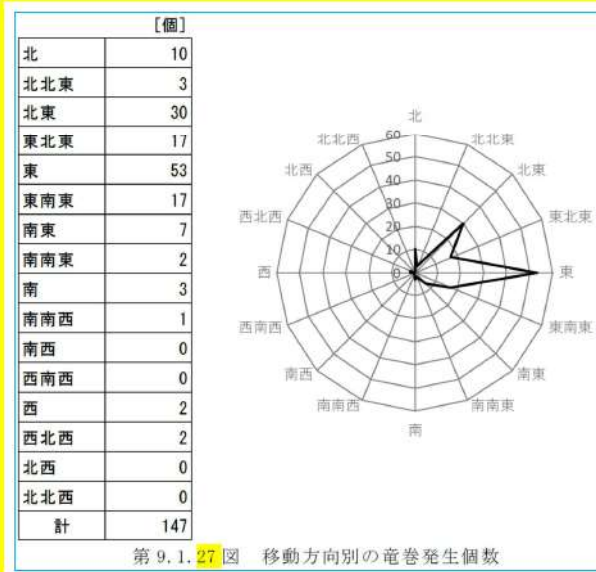 [個]
北 10
北北東 3
北東 30
東北東 17
東 53
東南東 17
南東 7
南南東 2
南 3
南南西 1
南西 0
西南西 0
西 2
西北西 2
北西 0
北北西 0
計 147
北
北北東
北東
東北東
東
東南東
南東
南南東
南
南南西
南西
西南西
西
西北西
北西
北北西
60
50
40
30
20
10
0
第 9.1.27 図 移動方向別の竜巻発生個数